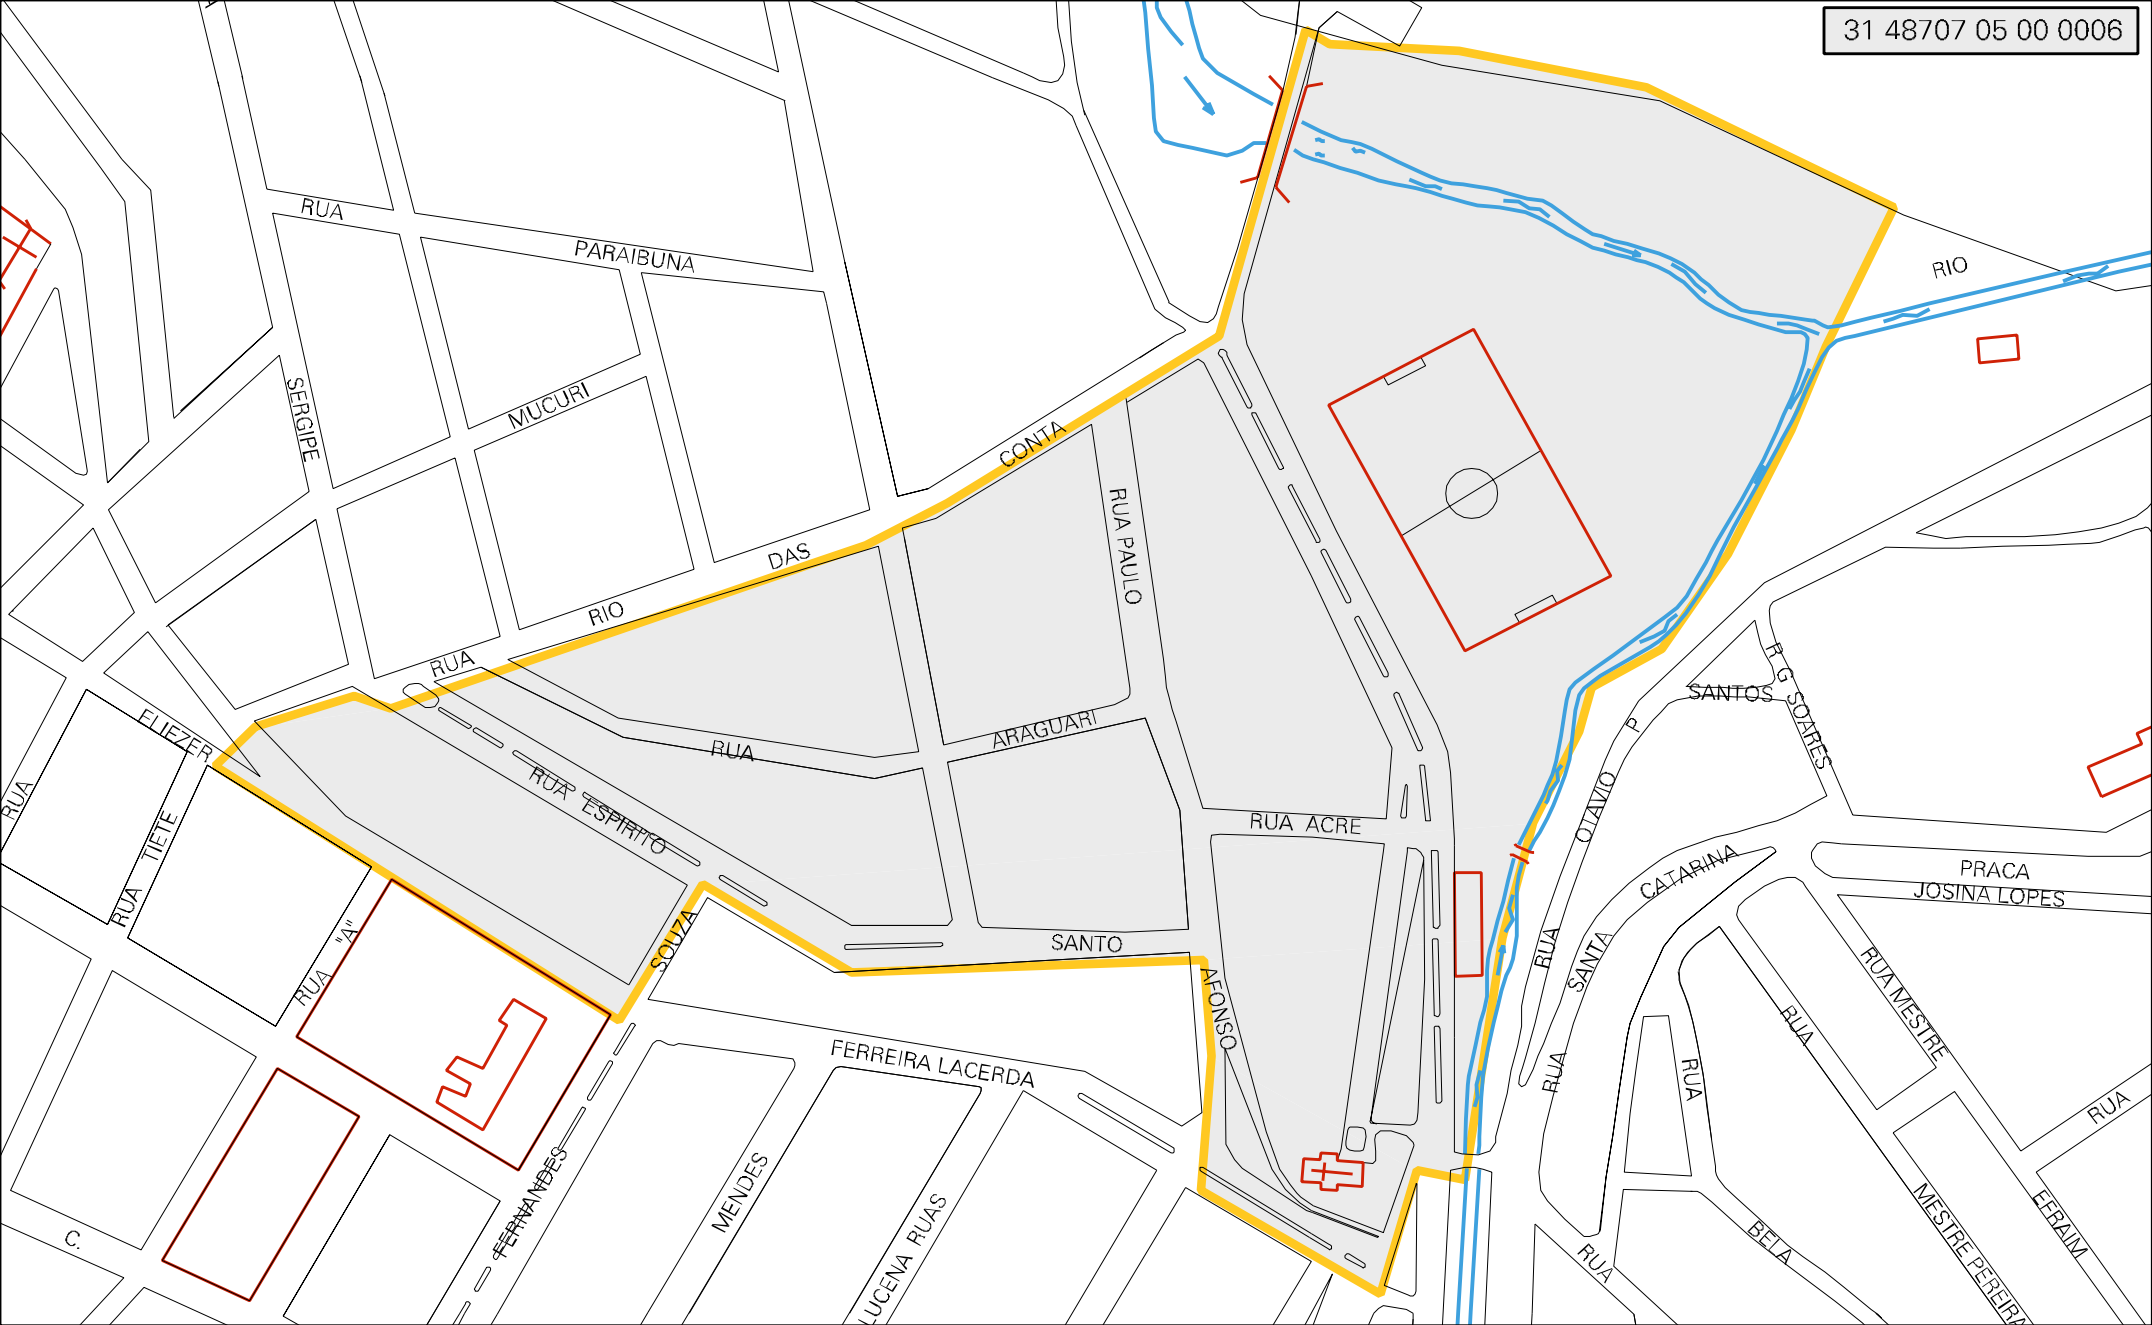 31 48707 05 00 0006
RUA
PARAIBUNA
RIO
SERGIPE
MUCURI
CONTA
DAS
RIO
RUA
RUA PAULO
ARAGUARI
RUA
ELIEZER
RUA
TIETE
RUA
RUA ESPIRITO
RUA ACRE
SANTO
SOUZA
"A"
RUA
AFONSO
FERREIRA LACERDA
FERNANDES
MENDES
LUCENA RUAS
C.
R G SOARES
SANTOS
P
OTAVIO
RUA
SANTA
CATARINA
RUA
PRACA
JOSINA LOPES
RUA MESTRE
RUA
RUA
RUA
EFRAIM
MESTRE PEREIRA
BELA
RUA